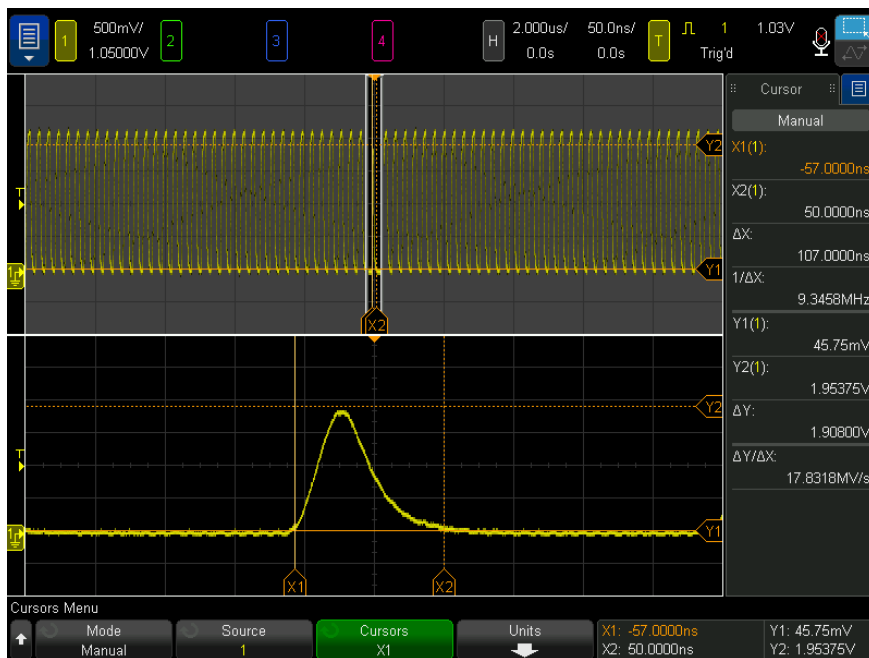 500mV/ 2.000us/ 50.0ns/ 1 1.03V
1 2 3 4 H T
1.05000V 0.0s 0.0s Trig'd
Cursor
Manual
X1(1):
-57.0000ns
X2(1):
50.0000ns
ΔX:
107.0000ns
1/ΔX:
9.3458MHz
Y1(1):
45.75mV
Y2(1):
1.95375V
ΔY:
1.90800V
ΔY/ΔX:
17.8318MV/s
Y2
T
1
Y1
X2
Y2
T
1
Y1
X1 X2
Cursors Menu
Mode Source Cursors Units X1: -57.0000ns Y1: 45.75mV
Manual 1 X1 X2: 50.0000ns Y2: 1.95375V